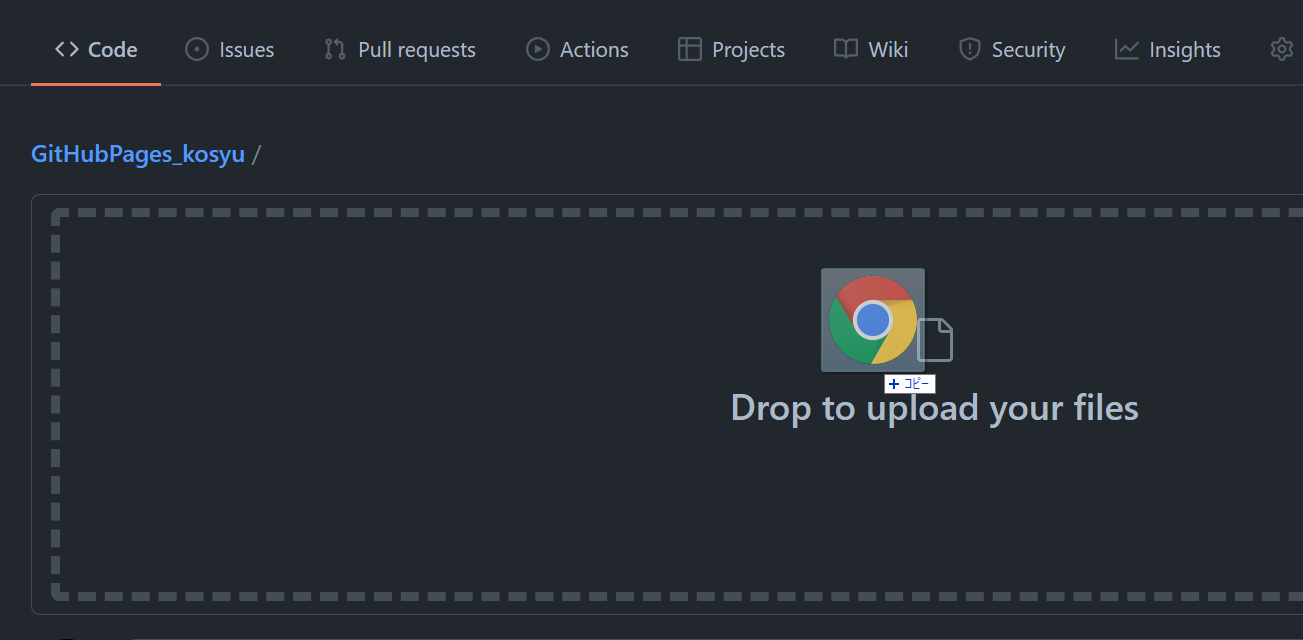 Code Issues Pull requests Actions Projects Wiki Security Insights
GitHubPages_kosyu /
+ コピー
Drop to upload your files